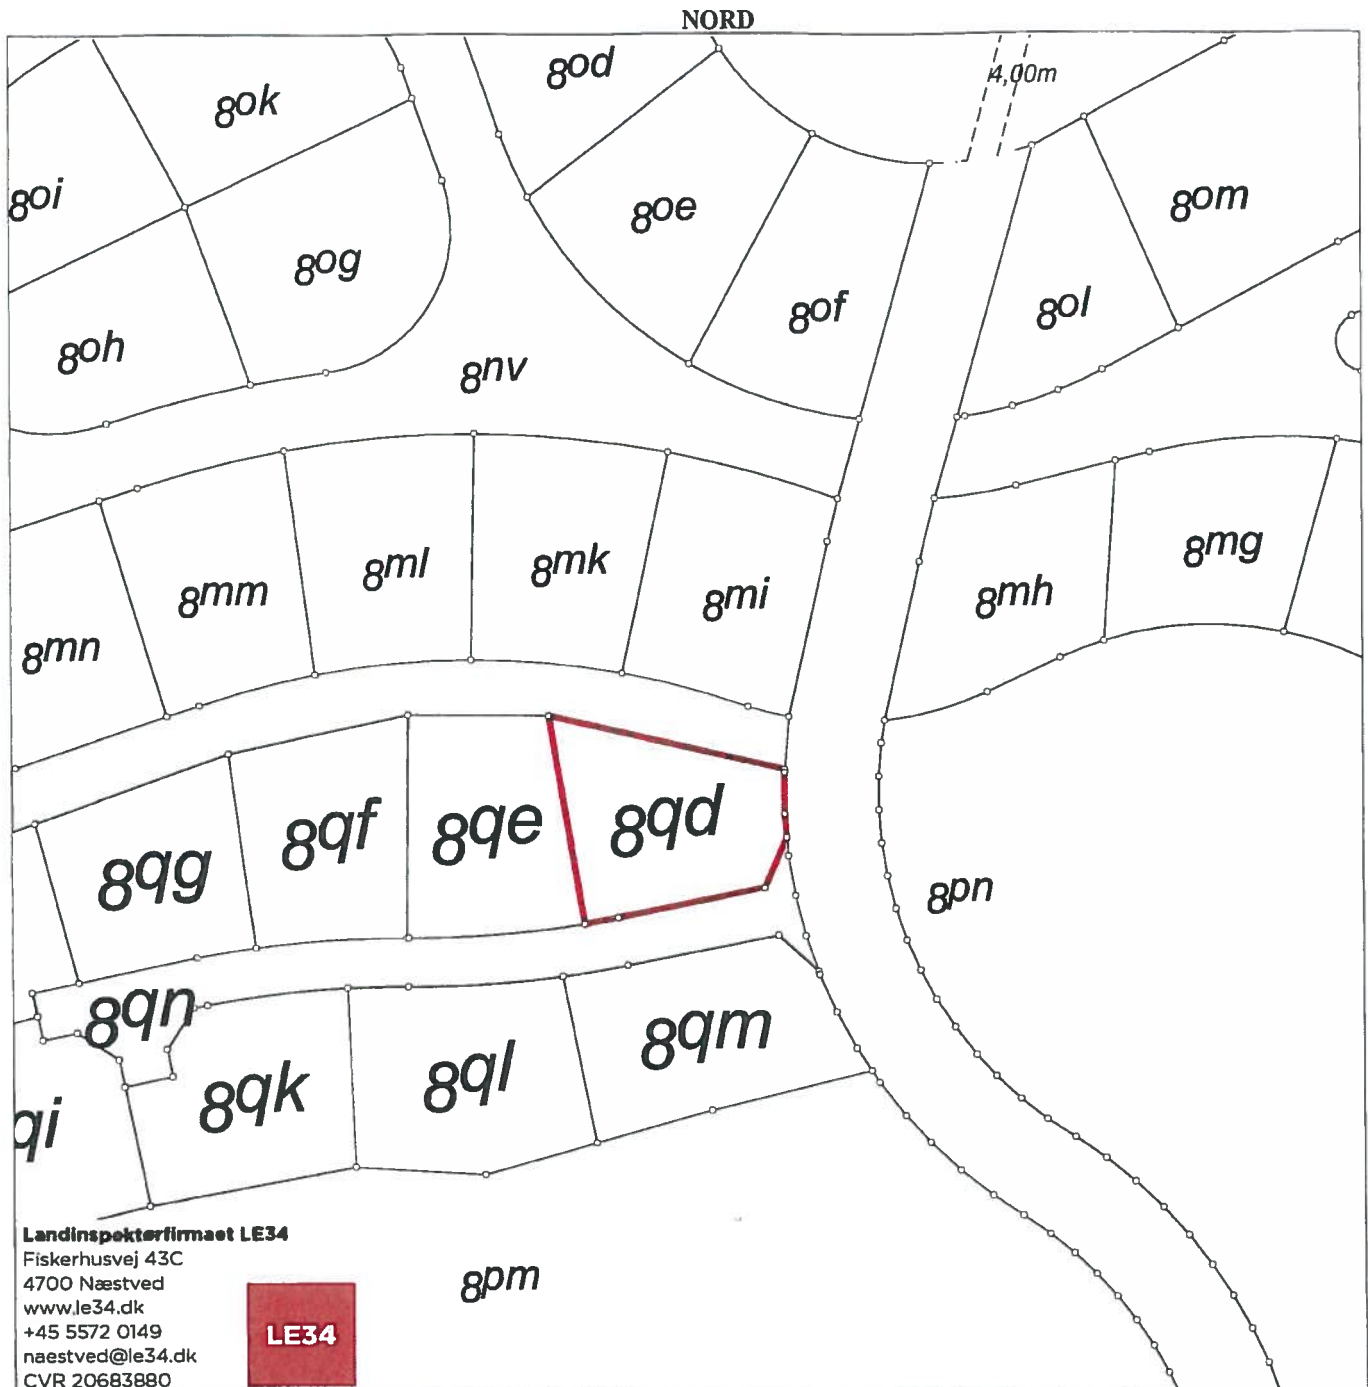 NORD
8od
4,00m
8ok
8oi
8oe
8om
8og
8of
8ol
8oh
8nv
8mm
8ml
8mk
8mi
8mh
8mg
8mn
8qg
8qf
8qe
8qd
8pn
8qn
8qk
8ql
8qm
qi
8pm
Landinspektørfirmaet LE34
Fiskerhusvej 43C
4700 Næstved
www.le34.dk
+45 5572 0149
naestved@le34.dk
CVR 20683880
LE34